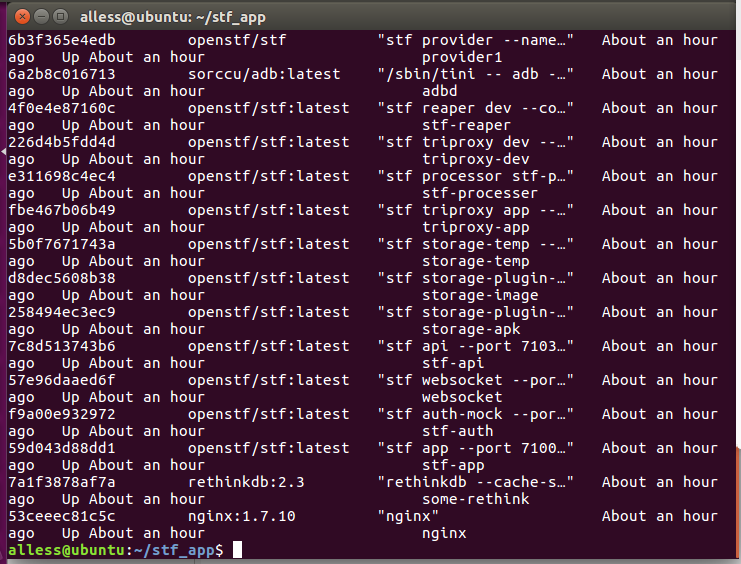 alless@ubuntu: ~/stf_app
6b3f365e4edb        openstf/stf          "stf provider --name…"   About an hour
ago   Up About an hour                        provider1
6a2b8c016713        sorccu/adb:latest    "/sbin/tini -- adb -…"   About an hour
ago   Up About an hour                        adbd
4f0e4e87160c        openstf/stf:latest   "stf reaper dev --co…"   About an hour
ago   Up About an hour                        stf-reaper
226d4b5fdd4d        openstf/stf:latest   "stf triproxy dev --…"   About an hour
ago   Up About an hour                        triproxy-dev
e311698c4ec4        openstf/stf:latest   "stf processor stf-p…"   About an hour
ago   Up About an hour                        stf-processer
fbe467b06b49        openstf/stf:latest   "stf triproxy app --…"   About an hour
ago   Up About an hour                        triproxy-app
5b0f7671743a        openstf/stf:latest   "stf storage-temp --…"   About an hour
ago   Up About an hour                        storage-temp
d8dec5608b38        openstf/stf:latest   "stf storage-plugin-…"   About an hour
ago   Up About an hour                        storage-image
258494ec3ec9        openstf/stf:latest   "stf storage-plugin-…"   About an hour
ago   Up About an hour                        storage-apk
7c8d513743b6        openstf/stf:latest   "stf api --port 7103…"   About an hour
ago   Up About an hour                        stf-api
57e96daaed6f        openstf/stf:latest   "stf websocket --por…"   About an hour
ago   Up About an hour                        websocket
f9a00e932972        openstf/stf:latest   "stf auth-mock --por…"   About an hour
ago   Up About an hour                        stf-auth
59d043d88dd1        openstf/stf:latest   "stf app --port 7100…"   About an hour
ago   Up About an hour                        stf-app
7a1f3878af7a        rethinkdb:2.3        "rethinkdb --cache-s…"   About an hour
ago   Up About an hour                        some-rethink
53ceeec81c5c        nginx:1.7.10         "nginx"                  About an hour
ago   Up About an hour                        nginx
alless@ubuntu:~/stf_app$